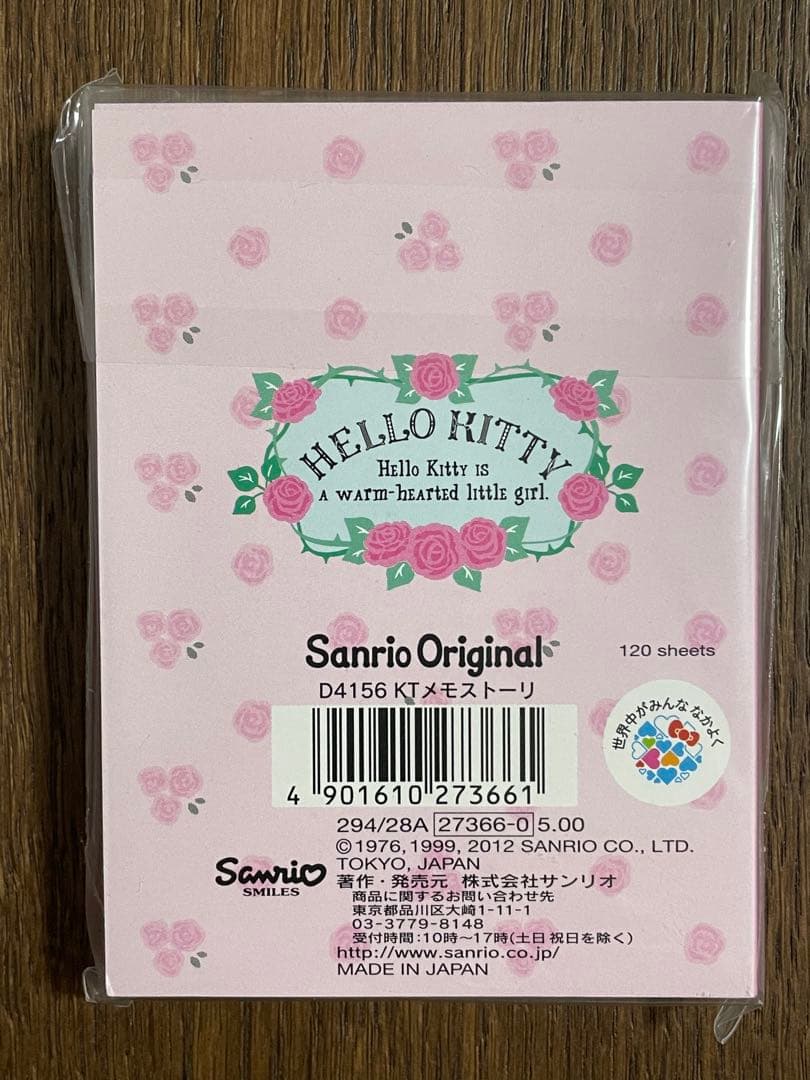 HELLO KITTY
Hello Kitty is
a warm-hearted little girl.
Sanrio Original
120 sheets
D4156 KTメモストーリ
世界中がみんななかよく
4 901610 273661
294/28A 27366-0 5.00
©1976, 1999, 2012 SANRIO CO., LTD.
TOKYO, JAPAN
Sanrio
SMILES
著作・発売元 株式会社サンリオ
商品に関するお問い合わせ先
東京都品川区大崎1-11-1
03-3779-8148
受付時間:10時~17時(土日祝日を除く)
http://www.sanrio.co.jp/
MADE IN JAPAN